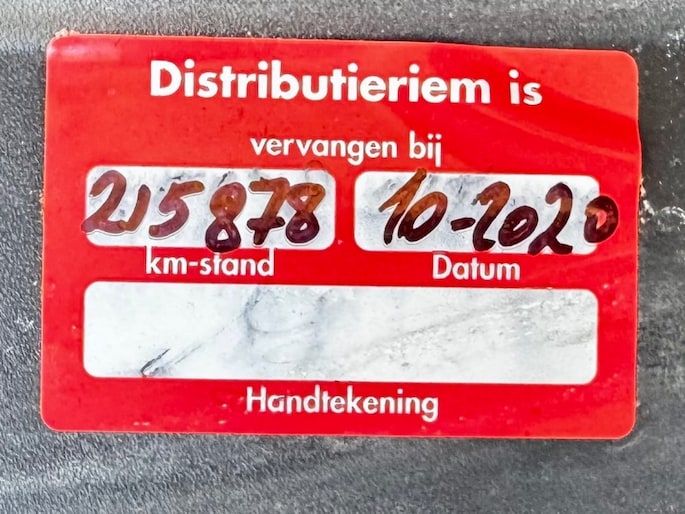 Distributieriem is
vervangen bij
215878 10-2020
km-stand Datum
Handtekening